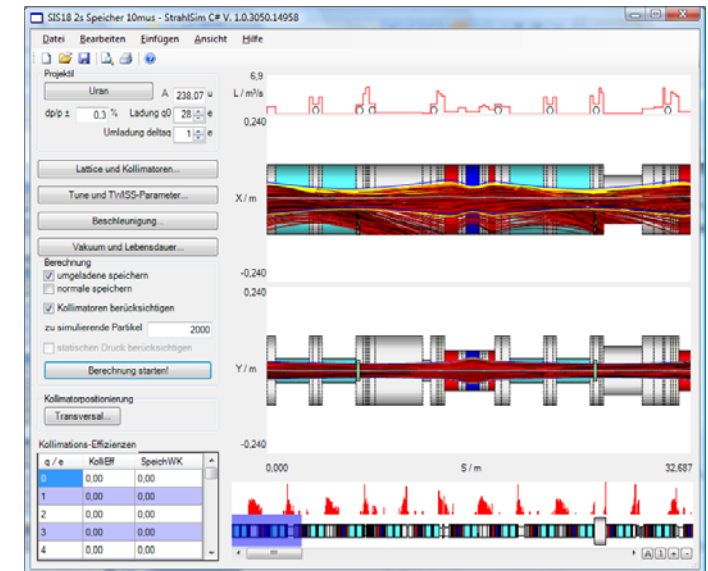 SIS18 2s Speicher 10mus - StrahlSim C# V. 1.0.3050.14958
Datei Bearbeiten Einfügen Ansicht Hilfe
Projektil
Uran A 238.07 u
dp/p ± 0.3 % Ladung q0 28 e
Umladung deltaq 1 e
Lattice und Kollimatoren...
Tune und TWISS-Parameter...
Beschleunigung...
Vakuum und Lebensdauer...
Berechnung
umgeladene speichern
normale speichern
Kollimatoren berücksichtigen
zu simulierende Partikel 2000
statischen Druck berücksichtigen
Berechnung starten!
Kollimatorpositionierung
Transversal...
Kollimations-Effizienzen
q / e KolliEff SpeichWK
0 0,00 0,00
1 0,00 0,00
2 0,00 0,00
3 0,00 0,00
4 0,00 0,00
6,9
L / m³/s
0,240
X / m
-0.240
0,240
Y / m
-0,240
0.000 S / m 32.687
A 1 + -